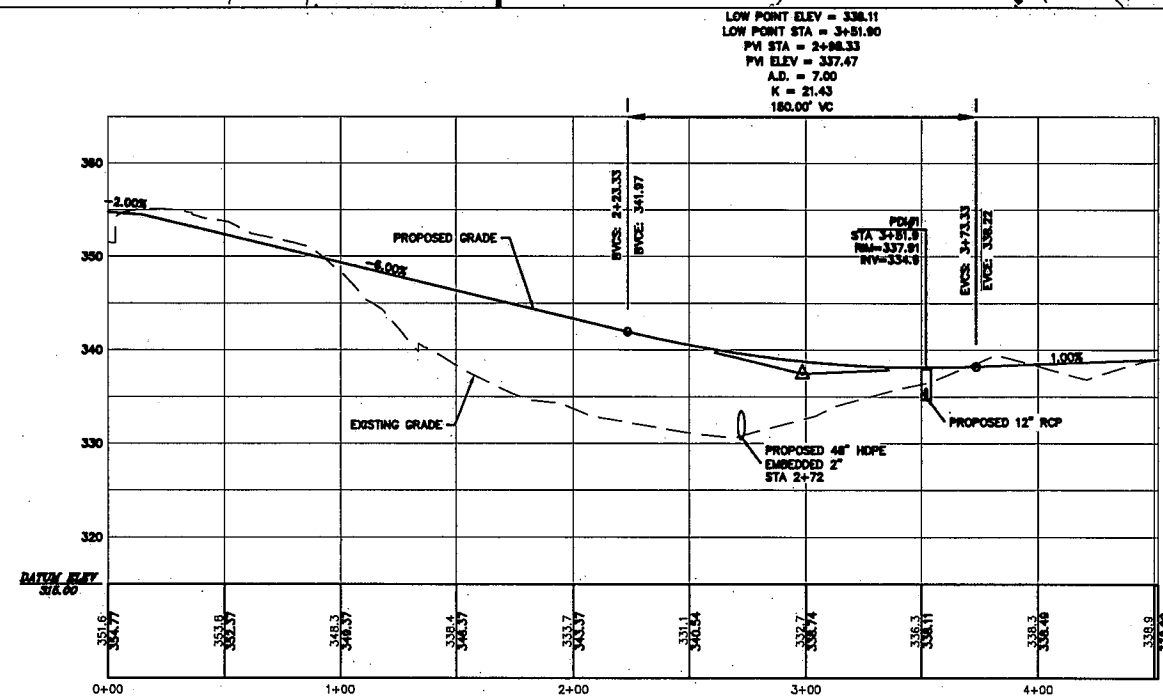 LOW POINT ELEV = 338.11
LOW POINT STA = 3+51.90
PVI STA = 2+98.33
PVI ELEV = 337.47
A.D. = 7.00
K = 21.43
150.00' VC
360
350
340
330
320
-2.00%
PROPOSED GRADE
-6.00%
BVCS: 2+23.33
BVCE: 341.97
PDI#1
STA 3+51.9
RIM=337.91
INV=334.9
EVCS: 3+73.33
EVCE: 338.22
1.00%
EXISTING GRADE
PROPOSED 48" HDPE
EMBEDDED 2"
STA 2+72
PROPOSED 12" RCP
DATUM ELEV
315.00
351.6
354.77
353.8
352.37
348.3
349.37
338.4
346.37
333.7
343.37
331.1
340.54
332.7
338.74
336.3
338.11
338.3
338.49
338.9
0+00
1+00
2+00
3+00
4+00